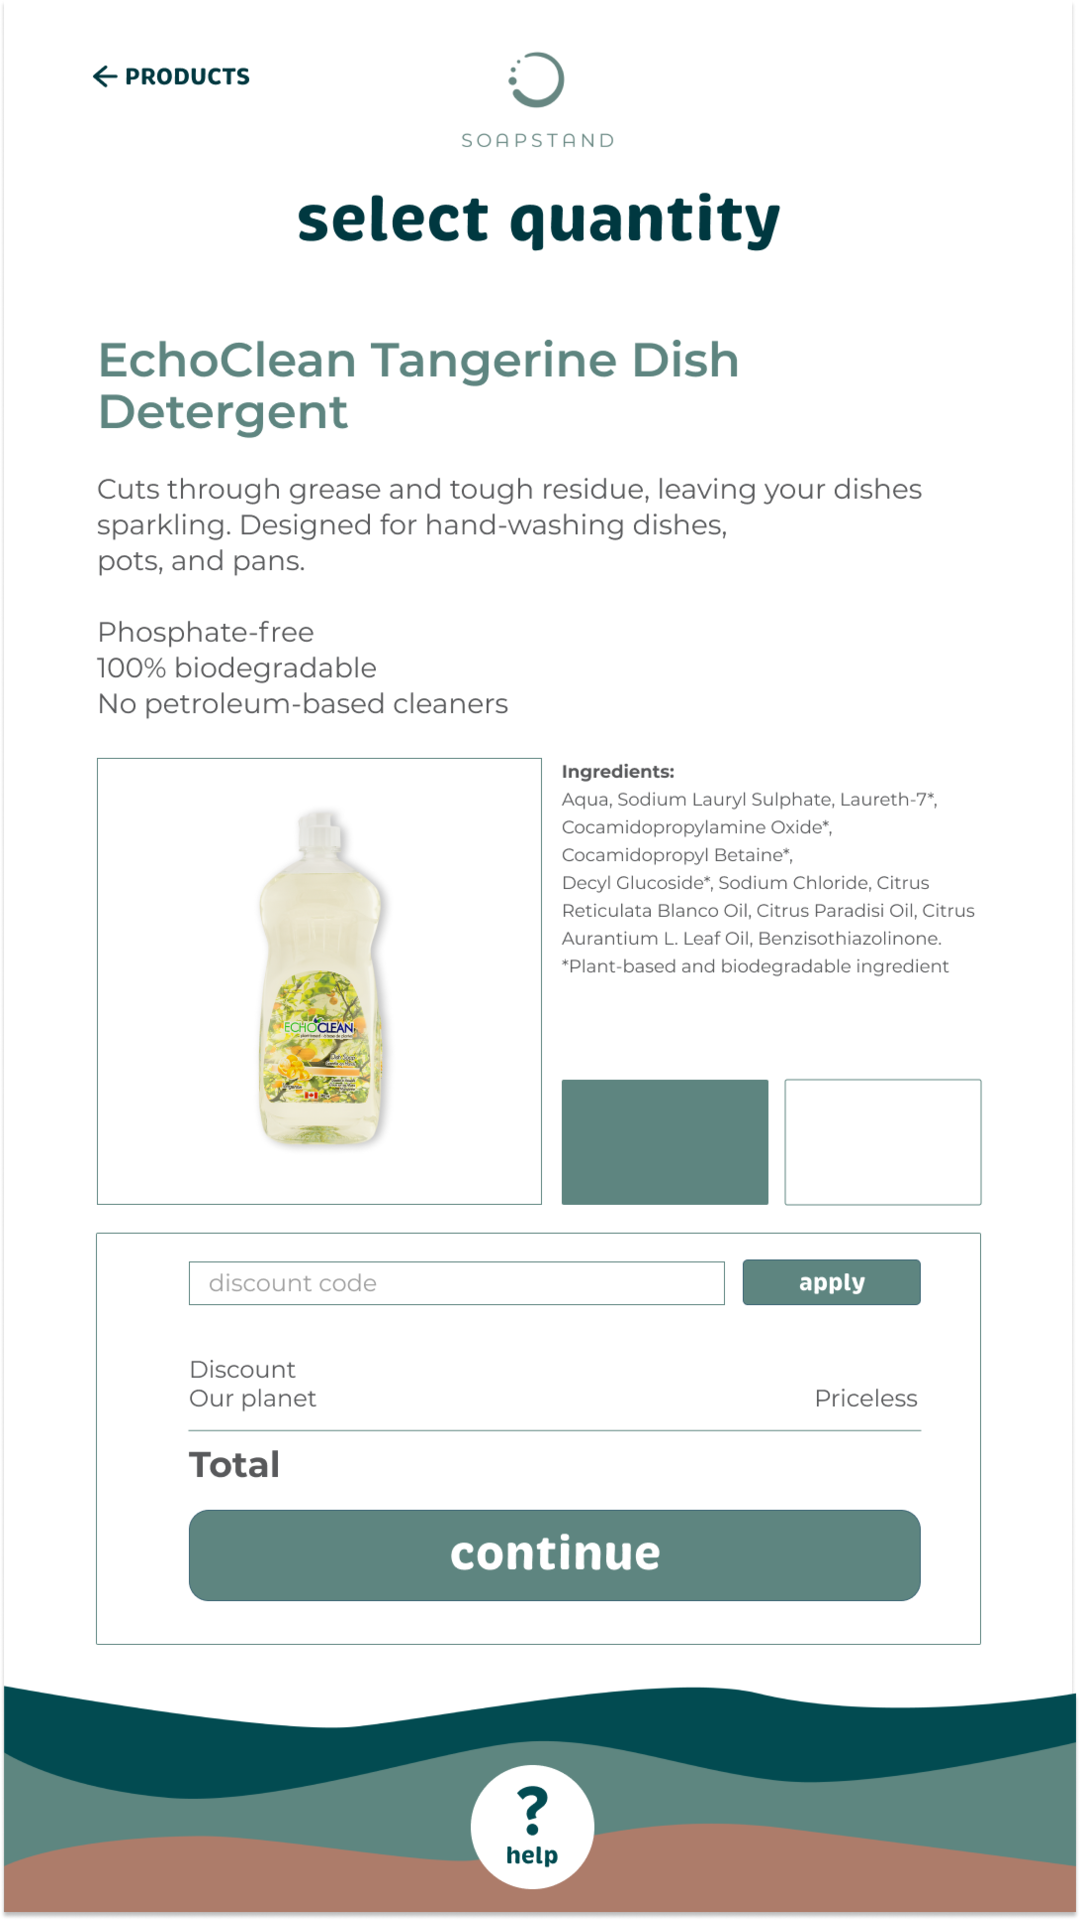 ← PRODUCTS
SOAPSTAND
select quantity
EchoClean Tangerine Dish
Detergent
Cuts through grease and tough residue, leaving your dishes
sparkling. Designed for hand-washing dishes,
pots, and pans.
Phosphate-free
100% biodegradable
No petroleum-based cleaners
Ingredients:
Aqua, Sodium Lauryl Sulphate, Laureth-7*,
Cocamidopropylamine Oxide*,
Cocamidopropyl Betaine*,
Decyl Glucoside*, Sodium Chloride, Citrus
Reticulata Blanco Oil, Citrus Paradisi Oil, Citrus
Aurantium L. Leaf Oil, Benzisothiazolinone.
*Plant-based and biodegradable ingredient
ECHOCLEAN
discount code
apply
Discount
Our planet Priceless
Total
continue
?
help